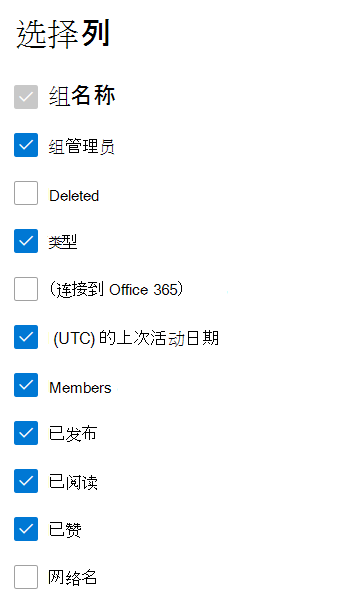 选择列
组名称
组管理员
Deleted
类型
(连接到 Office 365)
(UTC) 的上次活动日期
Members
已发布
已阅读
已赞
网络名